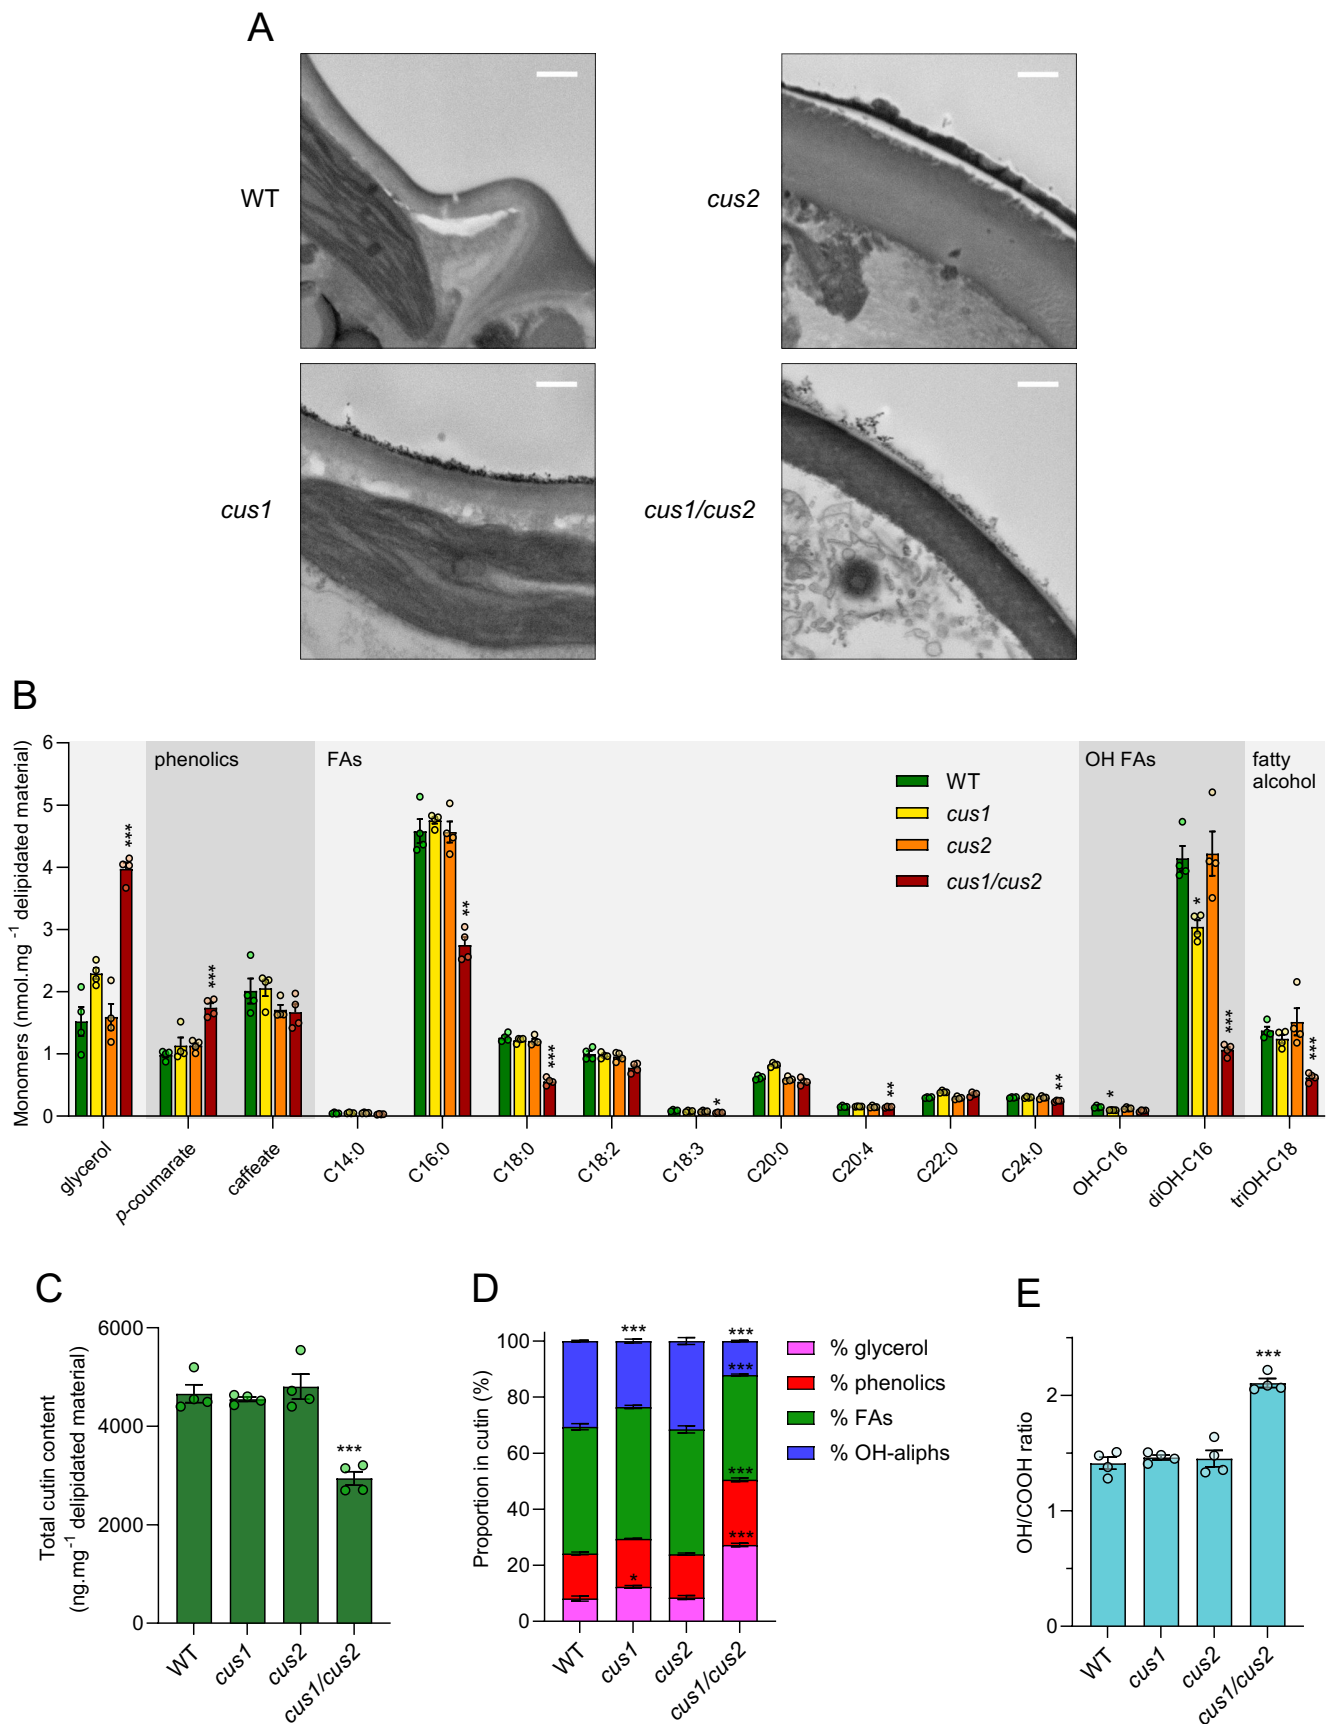 A
WT
cus2
cus1
cus1/cus2
B
Monomers (nmol.mg⁻¹ delipidated material)
6
5
4
3
2
1
0
phenolics
FAs
OH FAs
fatty
alcohol
WT
cus1
cus2
cus1/cus2
***
***
**
***
*
**
**
*
*
***
***
glycerol
p-coumarate
caffeate
C14:0
C16:0
C18:0
C18:2
C18:3
C20:0
C20:4
C22:0
C24:0
OH-C16
diOH-C16
triOH-C18
C
Total cutin content
(ng.mg⁻¹ delipidated material)
6000
4000
2000
0
***
WT
cus1
cus2
cus1/cus2
D
Proportion in cutin (%)
100
80
60
40
20
0
***
*
***
***
***
***
WT
cus1
cus2
cus1/cus2
% glycerol
% phenolics
% FAs
% OH-aliphs
E
OH/COOH ratio
2
1
0
***
WT
cus1
cus2
cus1/cus2